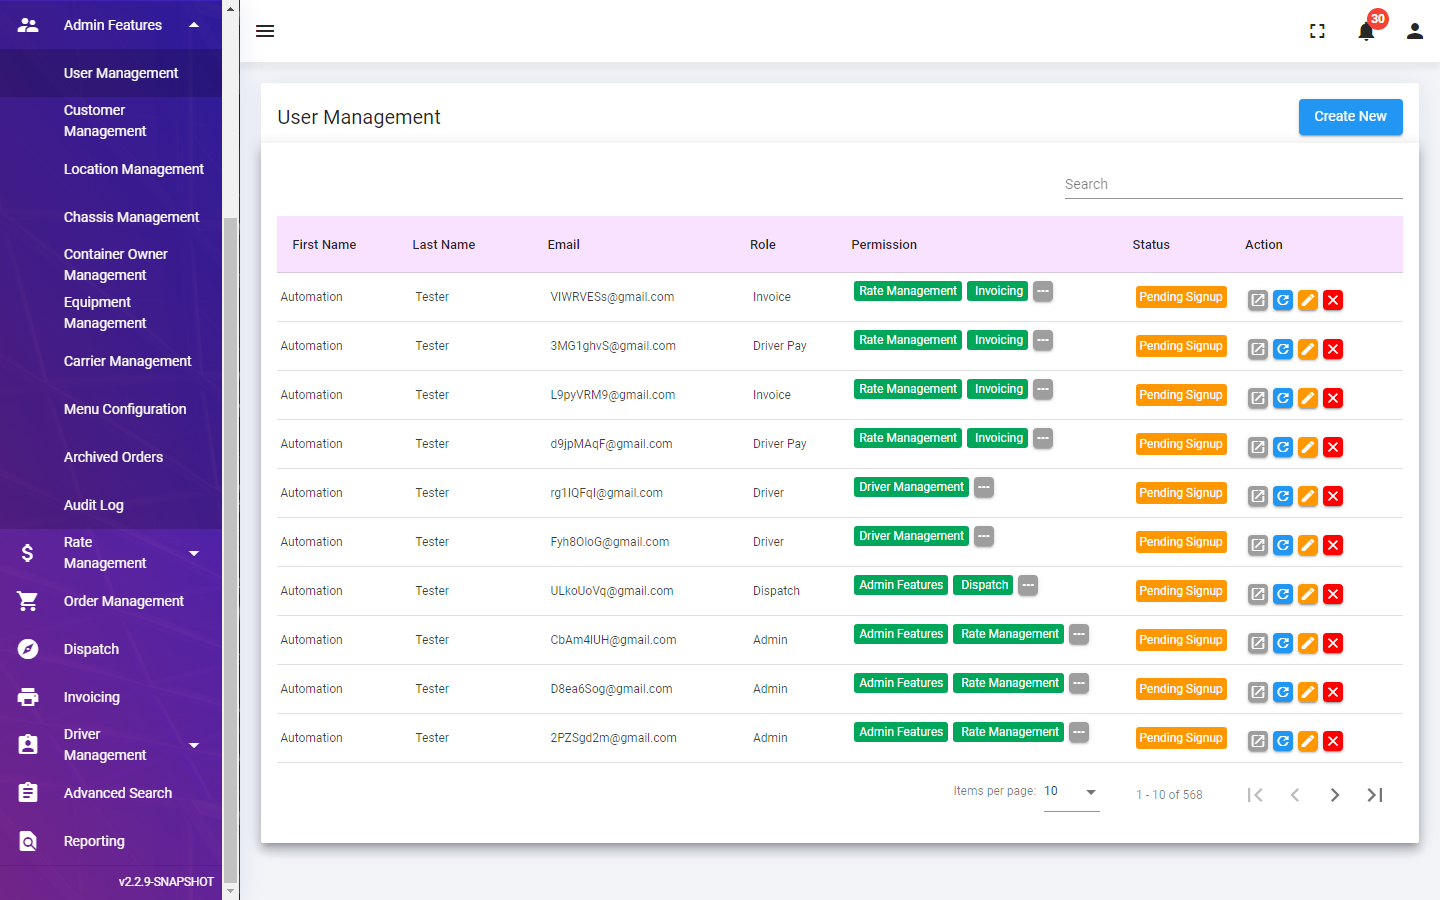 Admin Features
User Management
Customer
Management
Location Management
Chassis Management
Container Owner
Management
Equipment
Management
Carrier Management
Menu Configuration
Archived Orders
Audit Log
Rate
Management
Order Management
Dispatch
Invoicing
Driver
Management
Advanced Search
Reporting
v2.2.9-SNAPSHOT
30
User Management
Create New
Search
First Name Last Name Email Role Permission Status Action
Automation Tester VIWRVESs@gmail.com Invoice Rate Management Invoicing --- Pending Signup
Automation Tester 3MG1ghvS@gmail.com Driver Pay Rate Management Invoicing --- Pending Signup
Automation Tester L9pyVRM9@gmail.com Invoice Rate Management Invoicing --- Pending Signup
Automation Tester d9jpMAqF@gmail.com Driver Pay Rate Management Invoicing --- Pending Signup
Automation Tester rg1IQFqI@gmail.com Driver Driver Management --- Pending Signup
Automation Tester Fyh8OloG@gmail.com Driver Driver Management --- Pending Signup
Automation Tester ULkoUoVq@gmail.com Dispatch Admin Features Dispatch --- Pending Signup
Automation Tester CbAm4IUH@gmail.com Admin Admin Features Rate Management --- Pending Signup
Automation Tester D8ea6Sog@gmail.com Admin Admin Features Rate Management --- Pending Signup
Automation Tester 2PZSgd2m@gmail.com Admin Admin Features Rate Management --- Pending Signup
Items per page: 10 1 - 10 of 568